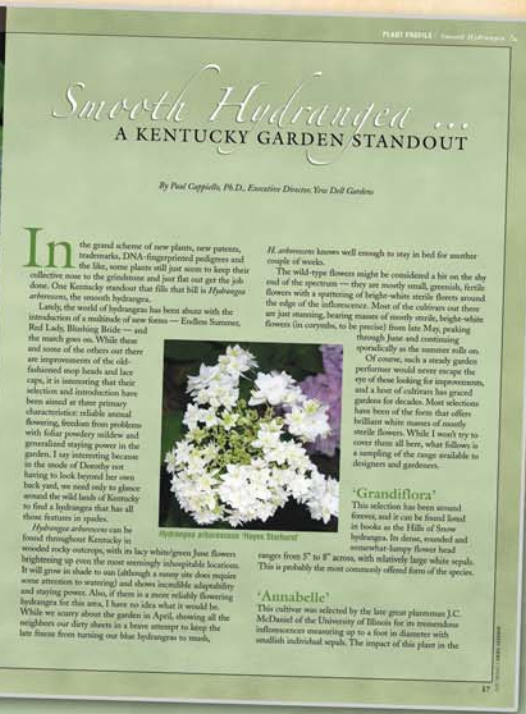 PLANT PROFILE | Smooth Hydrangea
Smooth Hydrangea ...
A KENTUCKY GARDEN STANDOUT
By Paul Cappiello, Ph.D., Executive Director, Yew Dell Gardens
In the grand scheme of new plants, new patents,
trademarks, DNA-fingerprinted pedigrees and
the like, some plants still just seem to keep their
collective nose to the grindstone and just flat out get the job
done. One Kentucky standout that fills that bill is Hydrangea
arborescens, the smooth hydrangea.
Lately, the world of hydrangeas has been abuzz with the
introduction of a multitude of new forms — Endless Summer,
Red Lady, Blushing Bride — and
the march goes on. While these
and some of the others out there
are improvements of the old-
fashioned mop heads and lace
caps, it is interesting that their
selection and introduction have
been aimed at three primary
characteristics: reliable annual
flowering, freedom from problems
with foliar powdery mildew and
generalized staying power in the
garden. I say interesting because
in the mode of Dorothy not
having to look beyond her own
back yard, we need only to glance
around the wild lands of Kentucky
to find a hydrangea that has all
those features in spades.
Hydrangea arborescens can be
found throughout Kentucky in
wooded rocky outcrops, with its lacy white/green June flowers
brightening up even the most seemingly inhospitable locations.
It will grow in shade to sun (although a sunny site does require
some attention to watering) and shows incredible adaptability
and staying power. Also, if there is a more reliably flowering
hydrangea for this area, I have no idea what it would be.
While we scurry about the garden in April, showing all the
neighbors our dirty sheets in a brave attempt to keep the
late freeze from turning our blue hydrangeas to mush,
H. arborescens knows well enough to stay in bed for another
couple of weeks.
The wild-type flowers might be considered a bit on the shy
end of the spectrum — they are mostly small, greenish, fertile
flowers with a spattering of bright-white sterile florets around
the edge of the inflorescence. Most of the cultivars out there
are just stunning, bearing masses of mostly sterile, bright-white
flowers (in corymbs, to be precise) from late May, peaking
through June and continuing
sporadically as the summer rolls on.
Of course, such a steady garden
performer would never escape the
eye of those looking for improvements,
and a host of cultivars has graced
gardens for decades. Most selections
have been of the form that offers
brilliant white masses of mostly
sterile flowers. While I won't try to
cover them all here, what follows is
a sampling of the range available to
designers and gardeners.
Hydrangea arborescens 'Hayes Starburst'
'Grandiflora'
This selection has been around
forever, and it can be found listed
in books as the Hills of Snow
hydrangea. Its dense, rounded and
somewhat-lumpy flower head
ranges from 5" to 8" across, with relatively large white sepals.
This is probably the most commonly offered form of the species.
'Annabelle'
This cultivar was selected by the late great plantsman J.C.
McDaniel of the University of Illinois for its tremendous
inflorescences measuring up to a foot in diameter with
smallish individual sepals. The impact of this plant in the
17